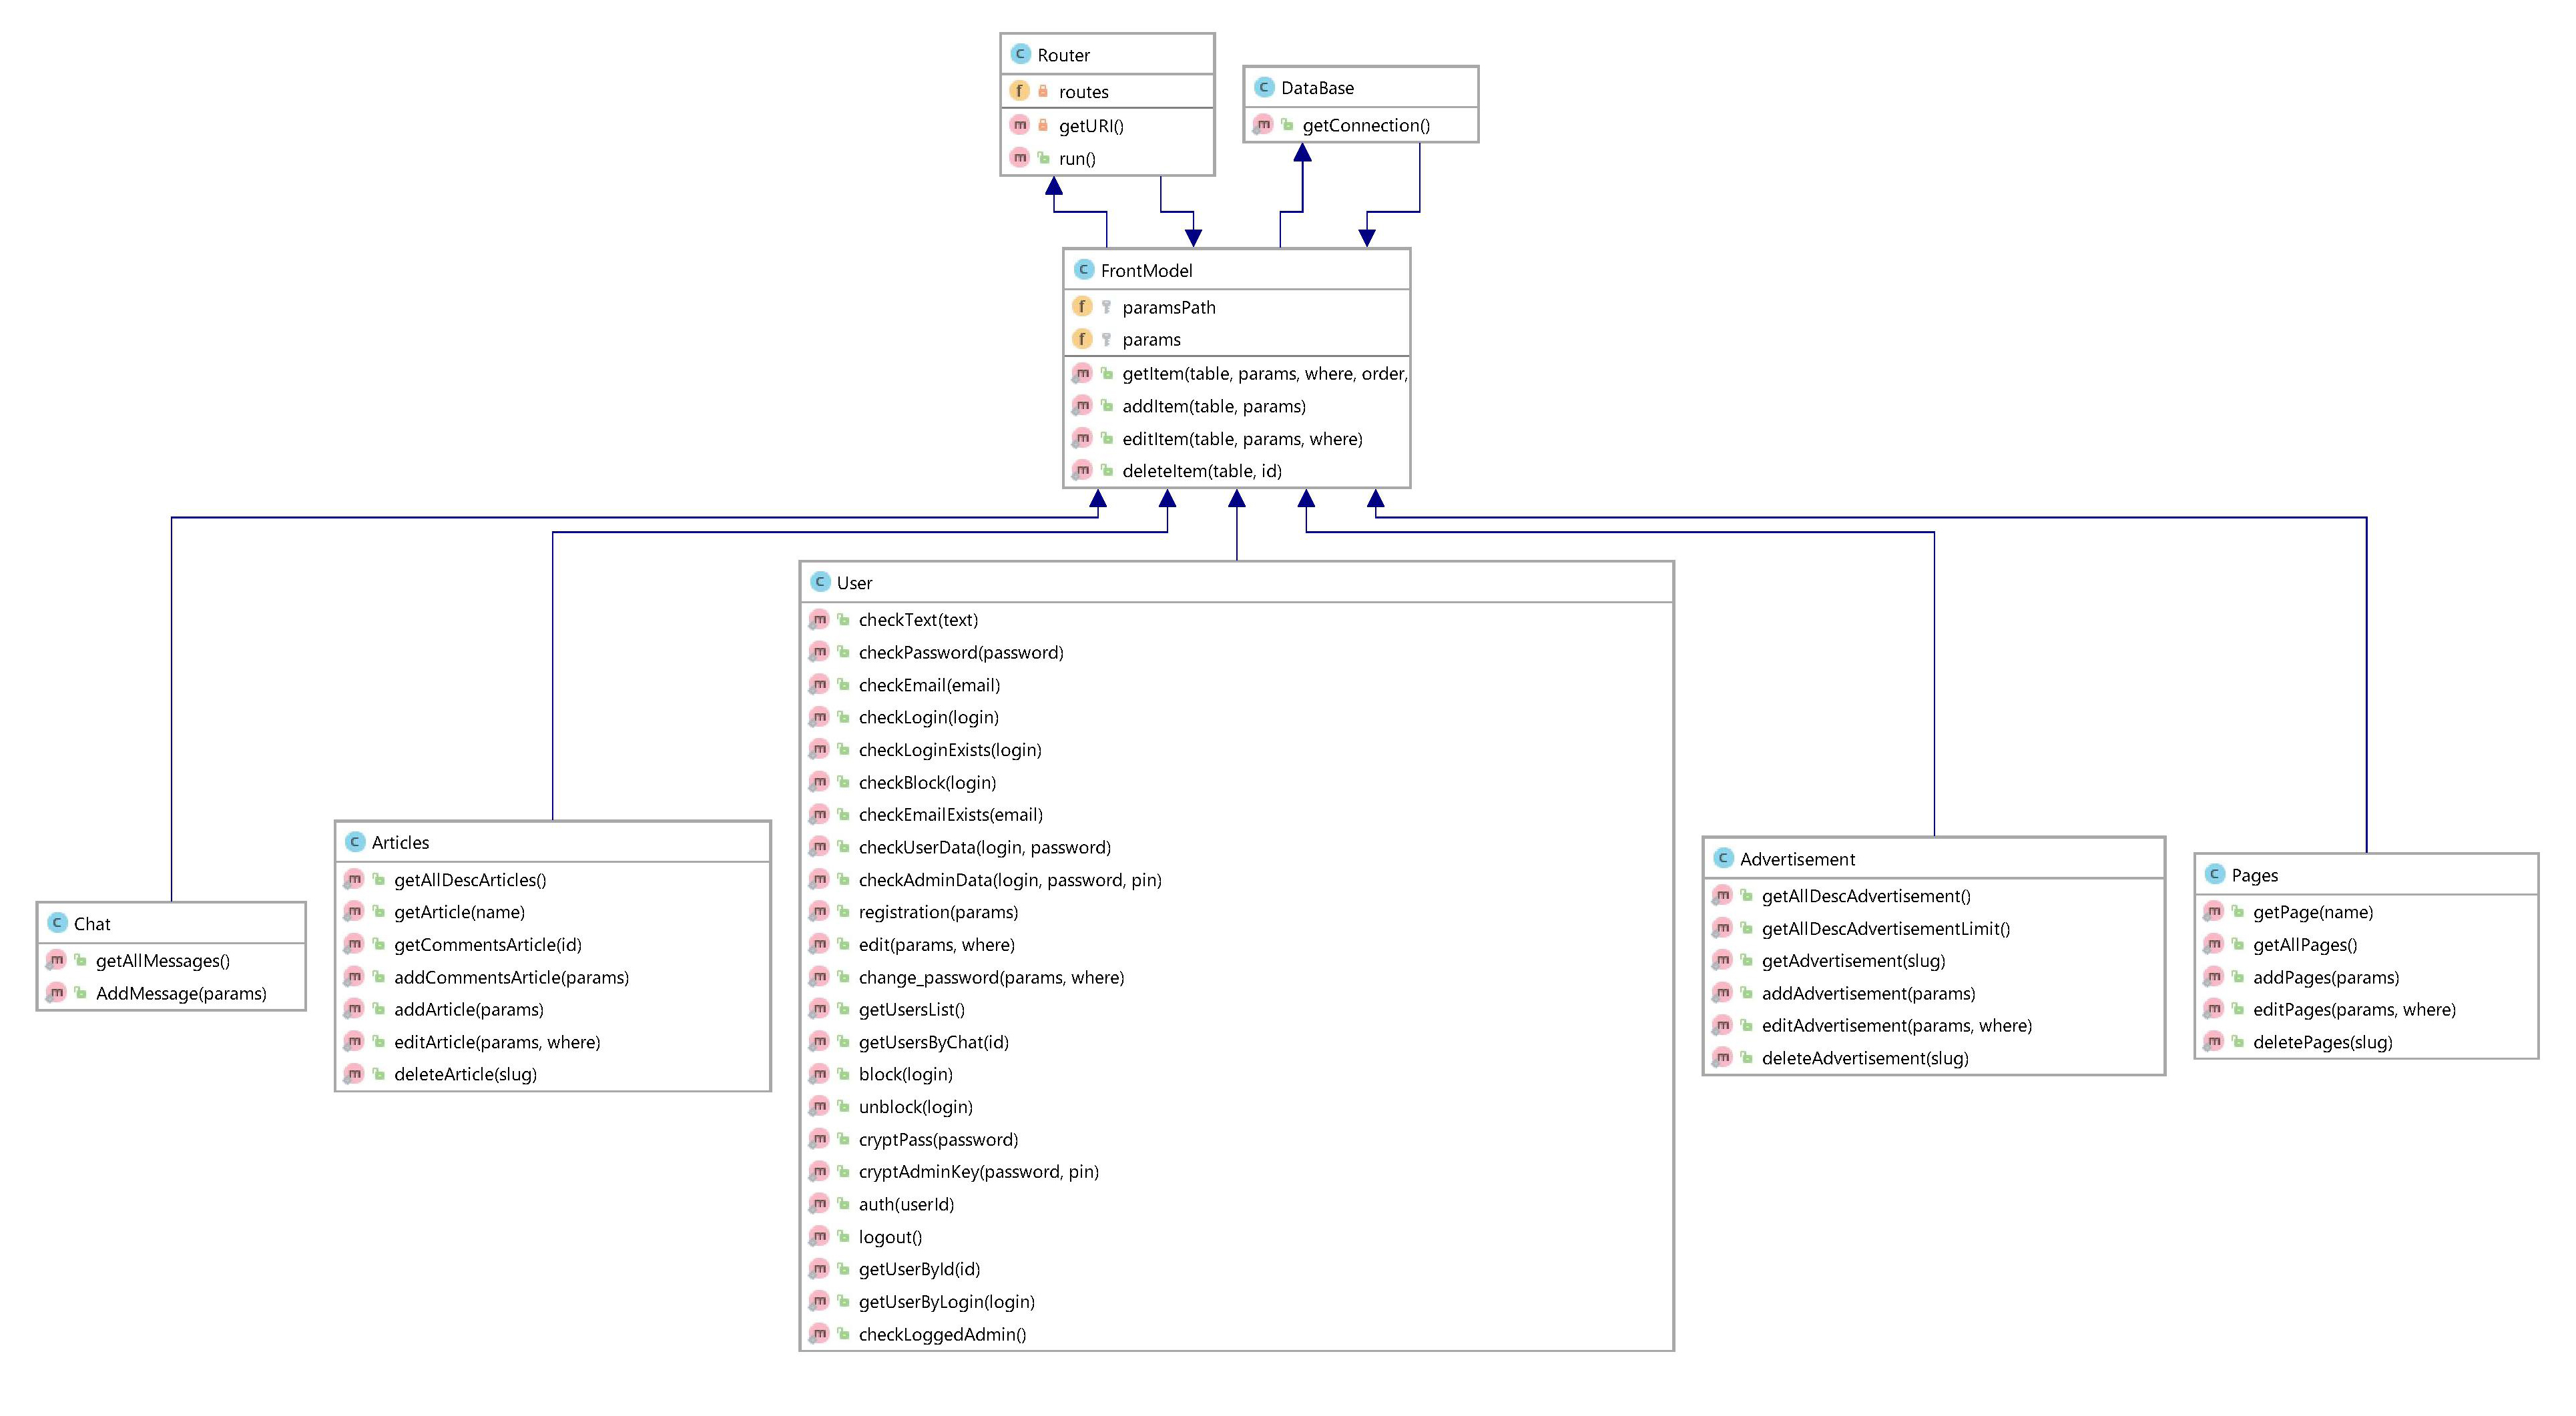 Router
routes
getURI()
run()
DataBase
getConnection()
FrontModel
paramsPath
params
getItem(table, params, where, order,
addItem(table, params)
editItem(table, params, where)
deleteItem(table, id)
User
checkText(text)
checkPassword(password)
checkEmail(email)
checkLogin(login)
checkLoginExists(login)
checkBlock(login)
checkEmailExists(email)
checkUserData(login, password)
checkAdminData(login, password, pin)
registration(params)
edit(params, where)
change_password(params, where)
getUsersList()
getUsersByChat(id)
block(login)
unblock(login)
cryptPass(password)
cryptAdminKey(password, pin)
auth(userId)
logout()
getUserById(id)
getUserByLogin(login)
checkLoggedAdmin()
Articles
getAllDescArticles()
getArticle(name)
getCommentsArticle(id)
addCommentsArticle(params)
addArticle(params)
editArticle(params, where)
deleteArticle(slug)
Chat
getAllMessages()
AddMessage(params)
Advertisement
getAllDescAdvertisement()
getAllDescAdvertisementLimit()
getAdvertisement(slug)
addAdvertisement(params)
editAdvertisement(params, where)
deleteAdvertisement(slug)
Pages
getPage(name)
getAllPages()
addPages(params)
editPages(params, where)
deletePages(slug)